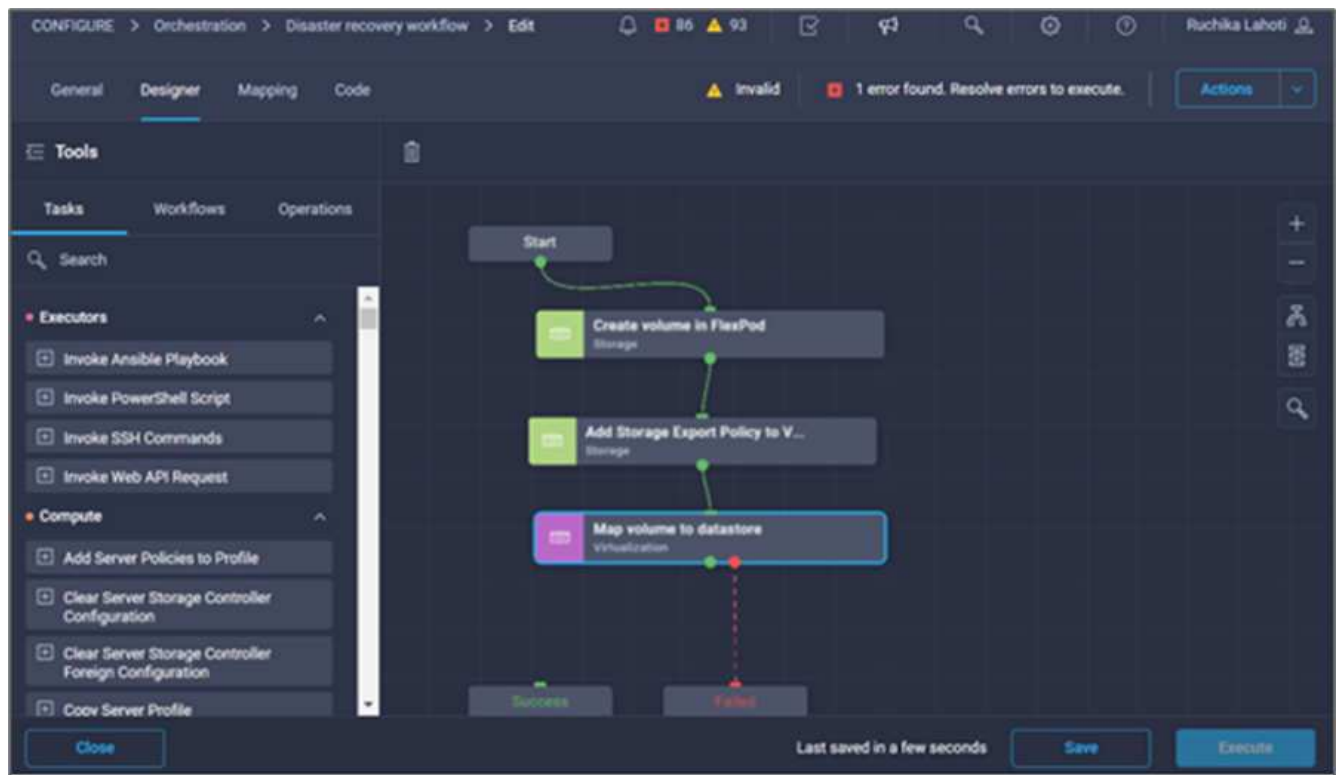 CONFIGURE > Orchestration > Disaster recovery workflow > Edit
86 93
Ruchika Lahoti
General Designer Mapping Code
Invalid
1 error found. Resolve errors to execute.
Actions
Tools
Tasks Workflows Operations
Search
Executors
Invoke Ansible Playbook
Invoke PowerShell Script
Invoke SSH Commands
Invoke Web API Request
Compute
Add Server Policies to Profile
Clear Server Storage Controller
Configuration
Clear Server Storage Controller
Foreign Configuration
Copy Server Profile
Start
Create volume in FlexPod
Storage
Add Storage Export Policy to V...
Storage
Map volume to datastore
Virtualization
Success
Failed
Close
Last saved in a few seconds
Save
Execute